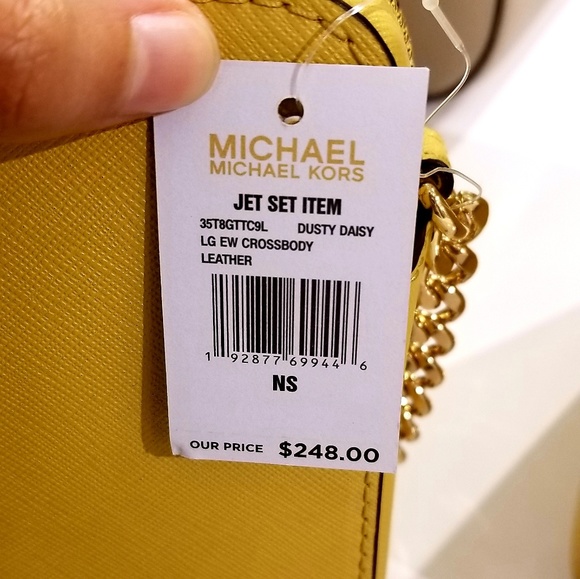 MICHAEL
MICHAEL KORS
JET SET ITEM
35T8GTTC9L DUSTY DAISY
LG EW CROSSBODY
LEATHER
1 92877 69944 6
NS
OUR PRICE $248.00